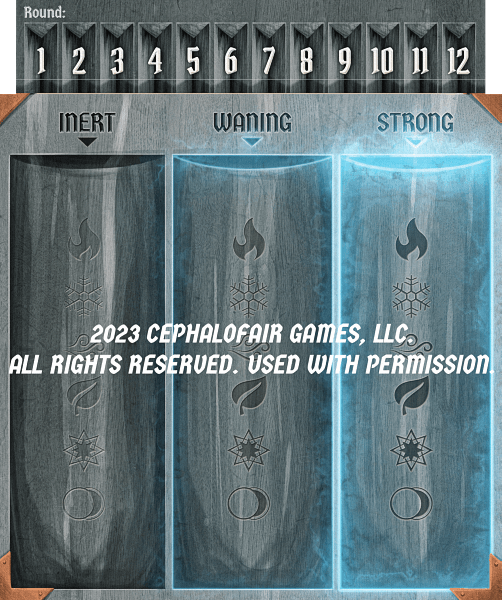 Round:
1 2 3 4 5 6 7 8 9 10 11 12
INERT WANING STRONG
2023 CEPHALOFAIR GAMES, LLC.
ALL RIGHTS RESERVED. USED WITH PERMISSION.